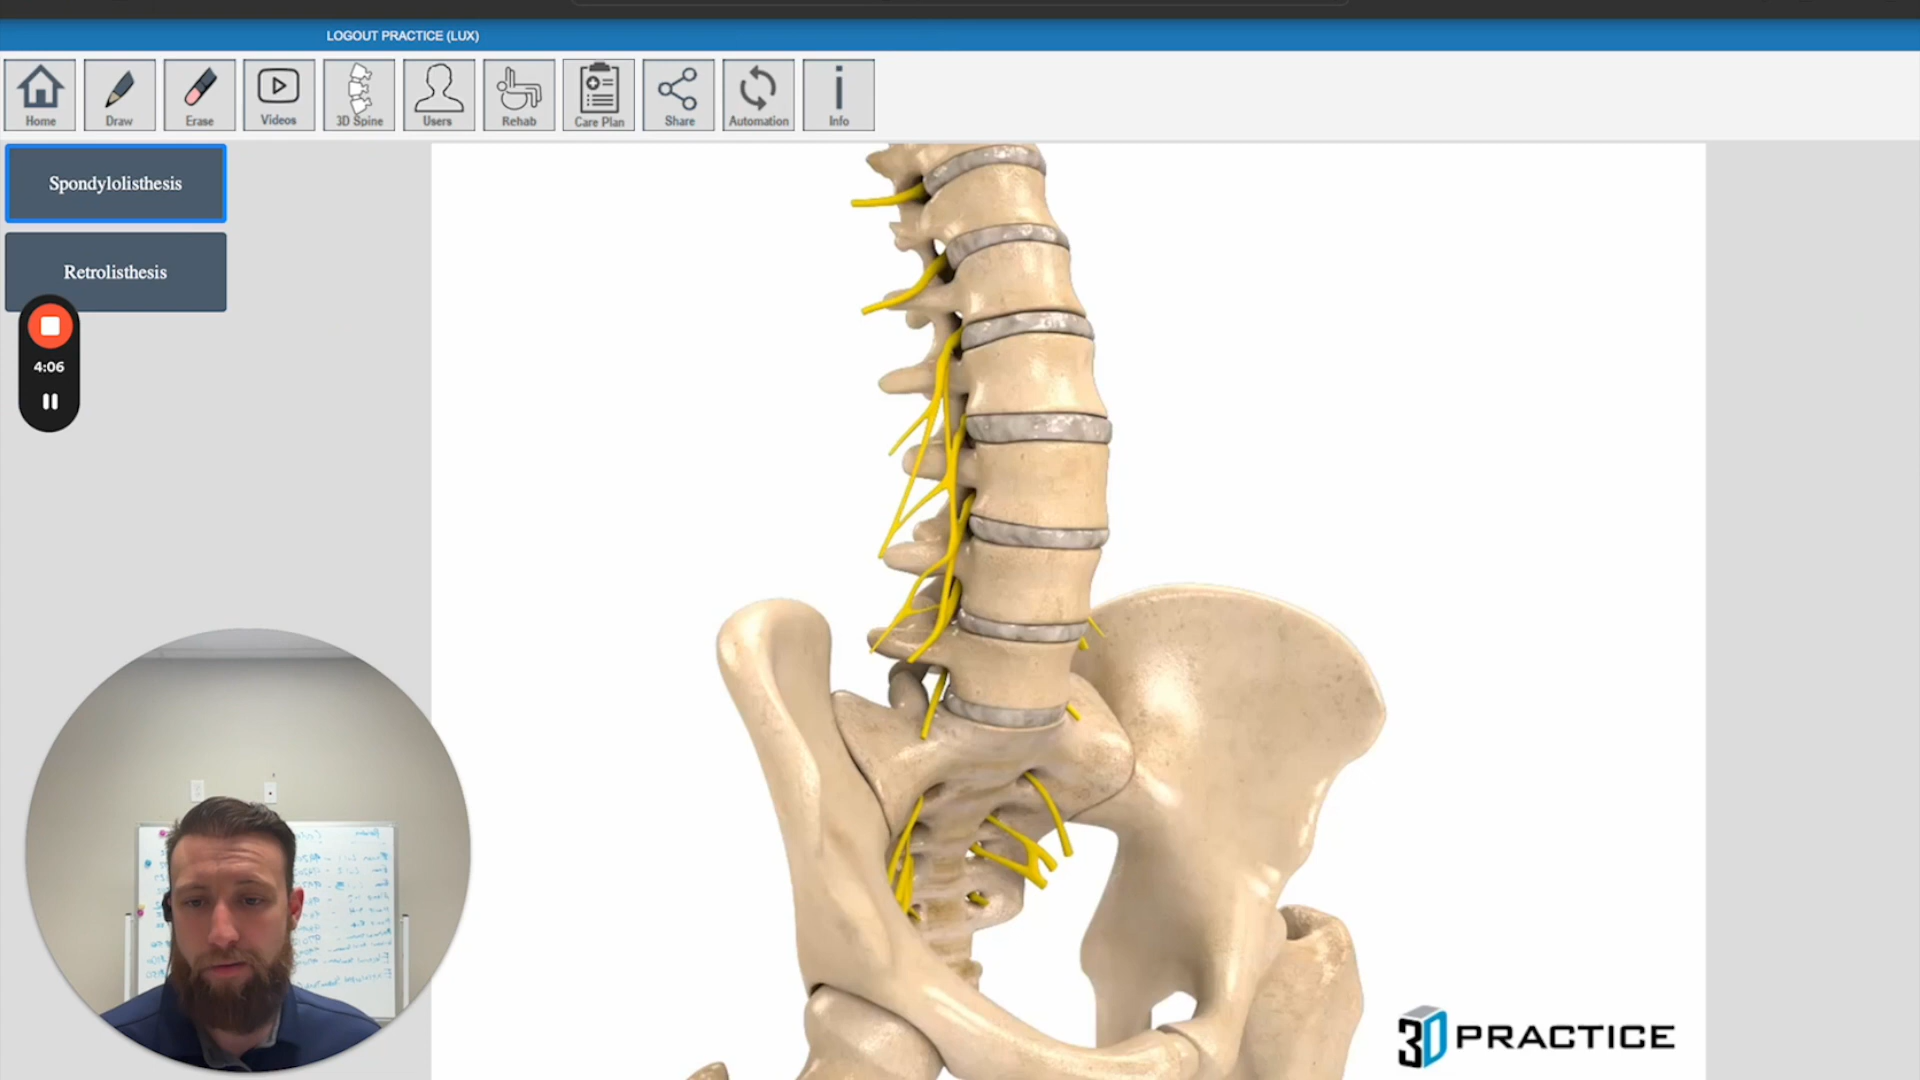 LOGOUT PRACTICE (LUX)
Home
Draw
Erase
Videos
3D Spine
Users
Rehab
Care Plan
Share
Automation
Info
Spondylolisthesis
Retrolisthesis
4:06
3D PRACTICE